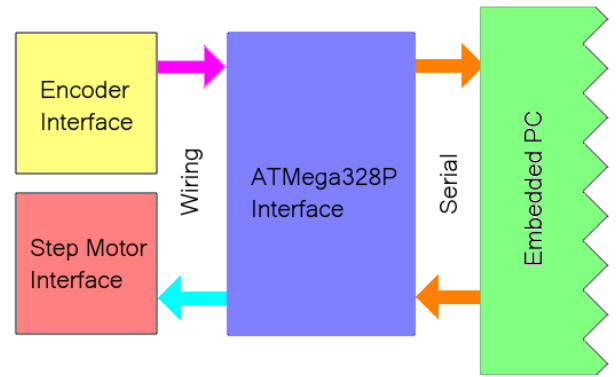 Encoder
Interface
Step Motor
Interface
Wiring
ATMega328P
Interface
Serial
Embedded PC